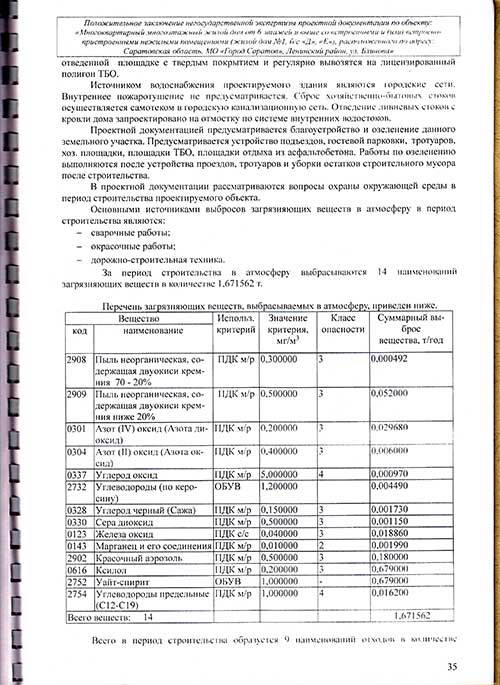 Положительное заключение негосударственной экспертизы проектной документации по объекту:
«Многоквартирный многоэтажный жилой дом от 6 этажей и выше со встроенными и (или) встроенно-
пристроенными нежилыми помещениями (жилой дом №1, б/с «Д», «Е»), расположенного по адресу:
Саратовская область, МО «Город Саратов», Ленинский район, ул. Блинова»
отведенной площадке с твердым покрытием и регулярно вывозятся на лицензированный
полигон ТБО.
Источником водоснабжения проектируемого здания являются городские сети.
Внутреннее пожаротушение не предусматривается. Сброс хозяйственно-бытовых стоков
осуществляется самотеком в городскую канализационную сеть. Отведение ливневых стоков с
кровли дома запроектировано на отмостку по системе внутренних водостоков.
Проектной документацией предусматривается благоустройство и озеленение данного
земельного участка. Предусматривается устройство подъездов, гостевой парковки, тротуаров,
хоз. площадки, площадки ТБО, площадки отдыха из асфальтобетона. Работы по озеленению
выполняются после устройства проездов, тротуаров и уборки остатков строительного мусора
после строительства.
В проектной документации рассматриваются вопросы охраны окружающей среды в
период строительства проектируемого объекта.
Основными источниками выбросов загрязняющих веществ в атмосферу в период
строительства являются:
– сварочные работы;
– окрасочные работы;
– дорожно-строительная техника.
За период строительства в атмосферу выбрасываются 14 наименований
загрязняющих веществ в количестве 1,671562 т.
Перечень загрязняющих веществ, выбрасываемых в атмосферу, приведен ниже.
Вещество Использ. Значение Класс Суммарный вы-
код наименование критерий критерия, опасности брос
мг/м³ вещества, т/год
2908 Пыль неорганическая, со- ПДК м/р 0,300000 3 0,000492
держащая двуокиси крем-
ния 70 - 20%
2909 Пыль неорганическая, со- ПДК м/р 0,500000 3 0,052000
держащая двуокиси крем-
ния ниже 20%
0301 Азот (IV) оксид (Азота ди- ПДК м/р 0,200000 3 0,029680
оксид)
0304 Азот (II) оксид (Азота ок- ПДК м/р 0,400000 3 0,006000
сид)
0337 Углерод оксид ПДК м/р 5,000000 4 0,000970
2732 Углеводороды (по керо- ОБУВ 1,200000 0,004490
сину)
0328 Углерод черный (Сажа) ПДК м/р 0,150000 3 0,001730
0330 Сера диоксид ПДК м/р 0,500000 3 0,001150
0123 Железа оксид ПДК с/с 0,040000 3 0,018860
0143 Марганец и его соединения ПДК м/р 0,010000 2 0,001990
2902 Красочный аэрозоль ПДК м/р 0,500000 3 0,180000
0616 Ксилол ПДК м/р 0,200000 3 0,679000
2752 Уайт-спирит ОБУВ 1,000000 - 0,679000
2754 Углеводороды предельные ПДК м/р 1,000000 4 0,016200
(С12-С19)
Всего веществ: 14 1,671562
Всего в период строительства образуется 9 наименований отходов в количестве
35